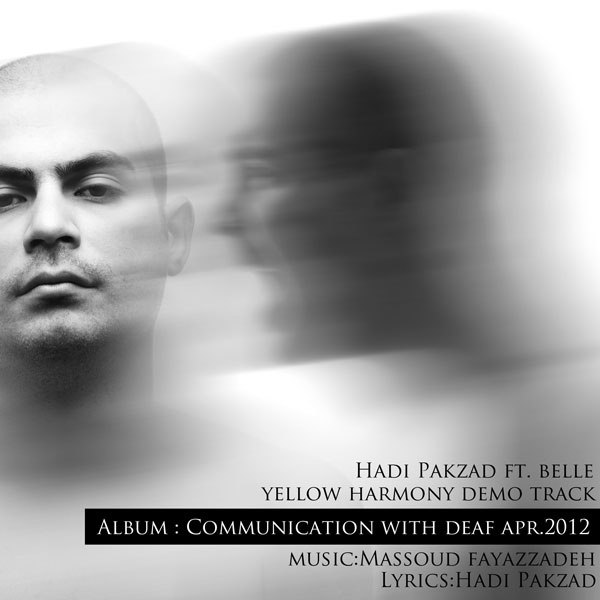 Hadi Pakzad ft. belle
yellow harmony demo track
Album : Communication with deaf apr.2012
music:Massoud fayazzadeh
Lyrics:Hadi Pakzad